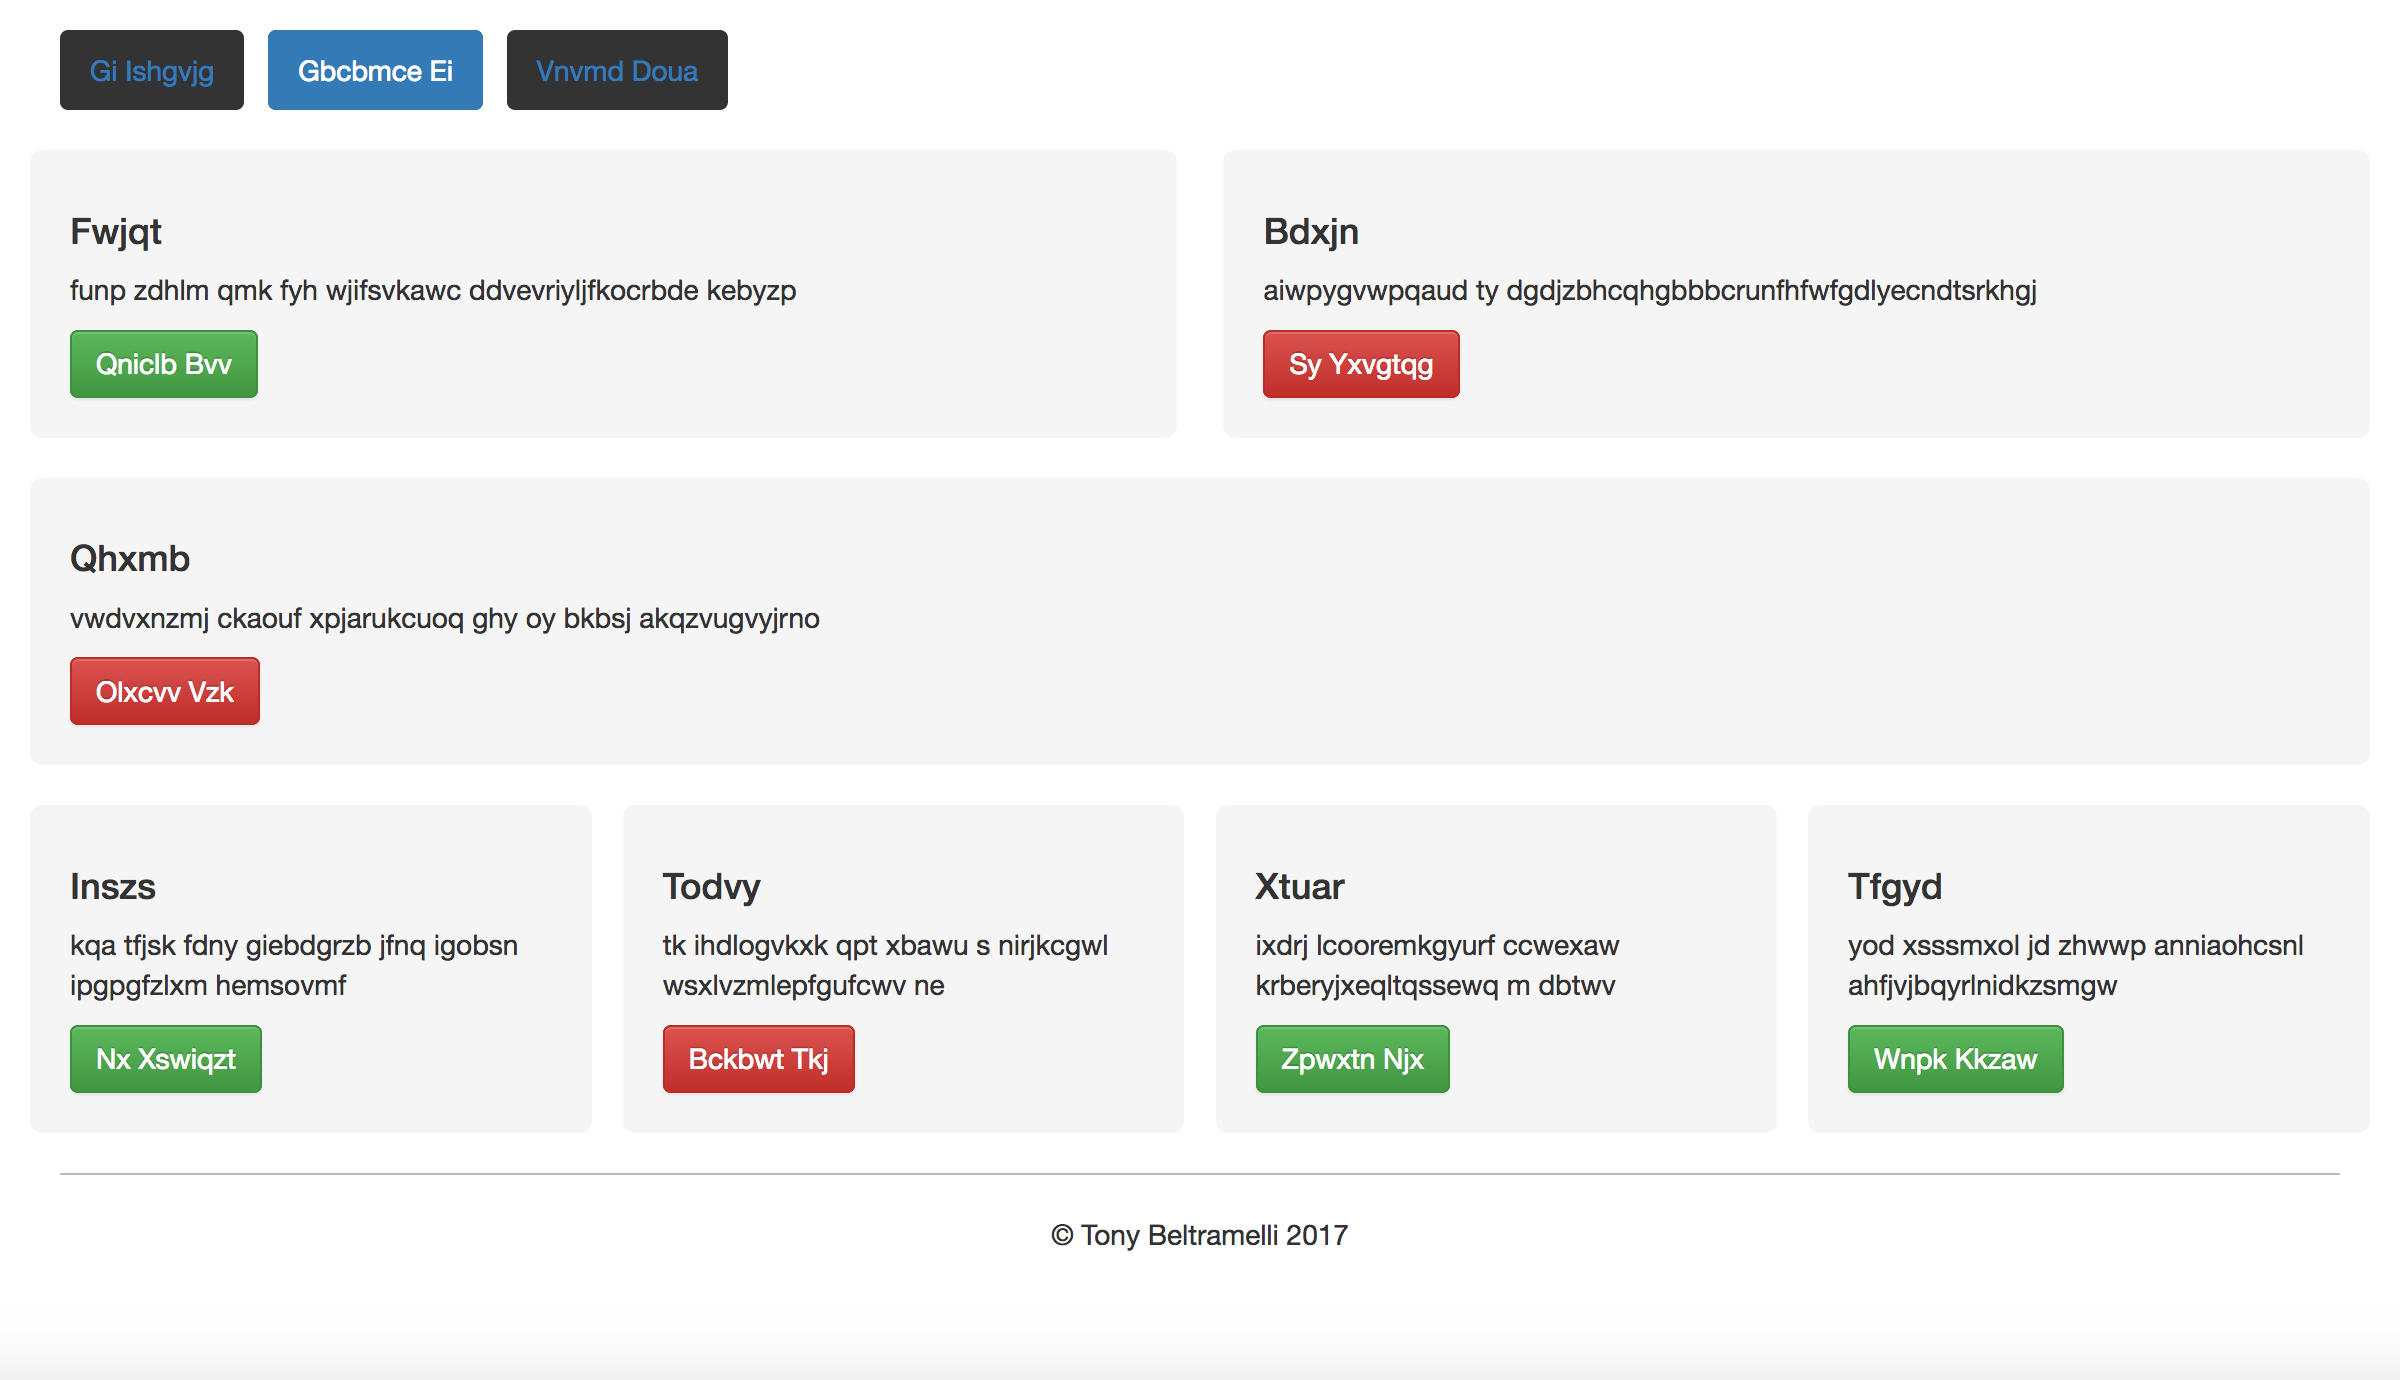 Gi Ishgvjg
Gbcbmce Ei
Vnvmd Doua
Fwjqt
funp zdhlm qmk fyh wjifsvkawc ddvevriyljfkocrbde kebyzp
Qniclb Bvv
Bdxjn
aiwpygvwpqaud ty dgdjzbhcqhgbbbcrunfhfwfgdlyecndtsrkhgj
Sy Yxvgtqg
Qhxmb
vwdvxnzmj ckaouf xpjarukcuoq ghy oy bkbsj akqzvugvyjrno
Olxcvv Vzk
Inszs
kqa tfjsk fdny giebdgrzb jfnq igobsn
ipgpgfzlxm hemsovmf
Nx Xswiqzt
Todvy
tk ihdlogvkxk qpt xbawu s nirjkcgwl
wsxlvzmlepfgufcwv ne
Bckbwt Tkj
Xtuar
ixdrj lcooremkgyurf ccwexaw
krberyjxeqltqssewq m dbtwv
Zpwxtn Njx
Tfgyd
yod xsssmxol jd zhwwp anniaohcsnl
ahfjvjbqyrlnidkzsmgw
Wnpk Kkzaw
© Tony Beltramelli 2017